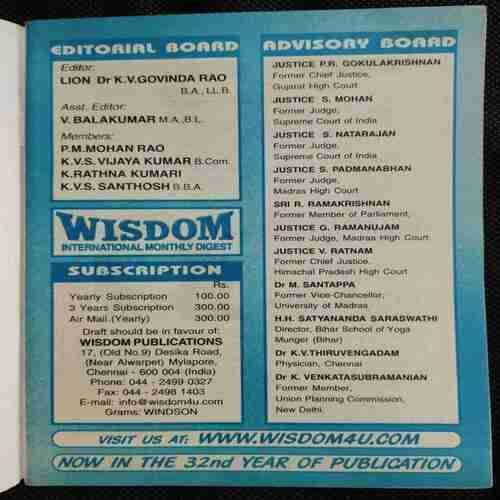 EDITORIAL BOARD
Editor:
LION Dr K.V.GOVINDA RAO
B.A., LL.B.
Asst. Editor:
V. BALAKUMAR M.A.,B.L.
Members:
P.M.MOHAN RAO
K.V.S. VIJAYA KUMAR B.Com.
K.RATHNA KUMARI
K.V.S. SANTHOSH B.B.A.
WISDOM
INTERNATIONAL MONTHLY DIGEST
SUBSCRIPTION
Rs.
Yearly Subscription 100.00
3 Years Subscription 300.00
Air Mail (Yearly) 300.00
Draft should be in favour of:
WISDOM PUBLICATIONS
17, (Old No.9) Desika Road,
(Near Alwarpet) Mylapore,
Chennai - 600 004 (India)
Phone: 044 - 2499 0327
Fax: 044 - 2498 1403
E-mail: info@wisdom4u.com
Grams: WINDSON
ADVISORY BOARD
JUSTICE P.R. GOKULAKRISHNAN
Former Chief Justice,
Gujarat High Court
JUSTICE S. MOHAN
Former Judge,
Supreme Court of India
JUSTICE S. NATARAJAN
Former Judge,
Supreme Court of India
JUSTICE S. PADMANABHAN
Former Judge,
Madras High Court
SRI R. RAMAKRISHNAN
Former Member of Parliament,
JUSTICE G. RAMANUJAM
Former Judge, Madras High Court
JUSTICE V. RATNAM
Former Chief Justice,
Himachal Pradesh High Court
Dr M. SANTAPPA
Former Vice-Chancellor,
University of Madras
H.H. SATYANANDA SARASWATHI
Director, Bihar School of Yoga
Munger (Bihar)
Dr K.V.THIRUVENGADAM
Physician, Chennai
Dr K. VENKATASUBRAMANIAN
Former Member,
Union Planning Commission,
New Delhi.
VISIT US AT: WWW.WISDOM4U.COM
NOW IN THE 32nd YEAR OF PUBLICATION